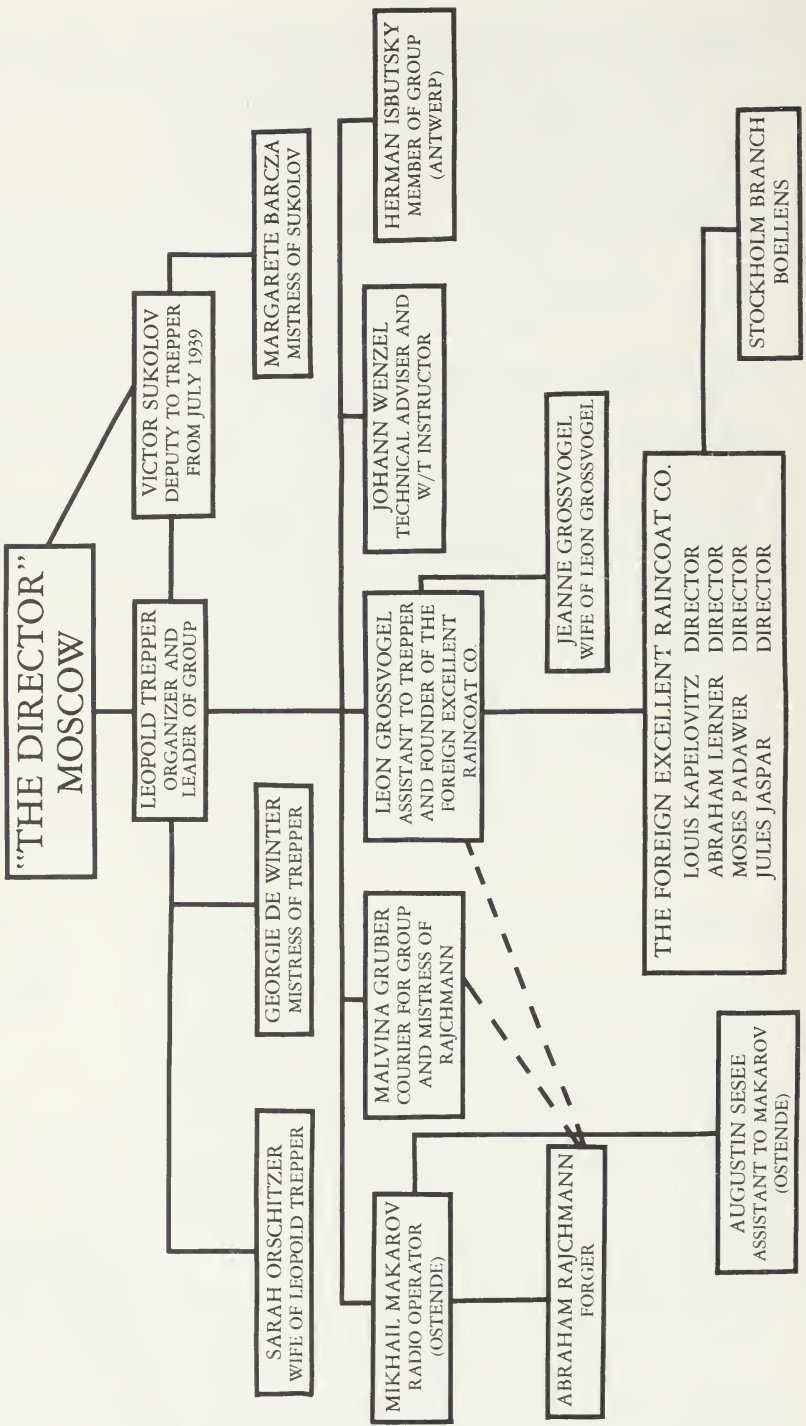 "THE DIRECTOR"
MOSCOW
LEOPOLD TREPPER
ORGANIZER AND
LEADER OF GROUP
VICTOR SUKOLOV
DEPUTY TO TREPPER
FROM JULY 1939
SARAH ORSCHITZER
WIFE OF LEOPOLD TREPPER
GEORGIE DE WINTER
MISTRESS OF TREPPER
MARGARETE BARCZA
MISTRESS OF SUKOLOV
MIKHAIL MAKAROV
RADIO OPERATOR
(OSTENDE)
MALVINA GRUBER
COURIER FOR GROUP
AND MISTRESS OF
RAJCHMANN
LEON GROSSVOGEL
ASSISTANT TO TREPPER
AND FOUNDER OF THE
FOREIGN EXCELLENT
RAINCOAT CO.
JOHANN WENZEL
TECHNICAL ADVISER AND
W/T INSTRUCTOR
HERMAN ISBUTSKY
MEMBER OF GROUP
(ANTWERP)
ABRAHAM RAJCHMANN
FORGER
JEANNE GROSSVOGEL
WIFE OF LEON GROSSVOGEL
AUGUSTIN SESEE
ASSISTANT TO MAKAROV
(OSTENDE)
THE FOREIGN EXCELLENT RAINCOAT CO.
LOUIS KAPELOVITZ DIRECTOR
ABRAHAM LERNER DIRECTOR
MOSES PADAWER DIRECTOR
JULES JASPAR DIRECTOR
STOCKHOLM BRANCH
BOELLENS